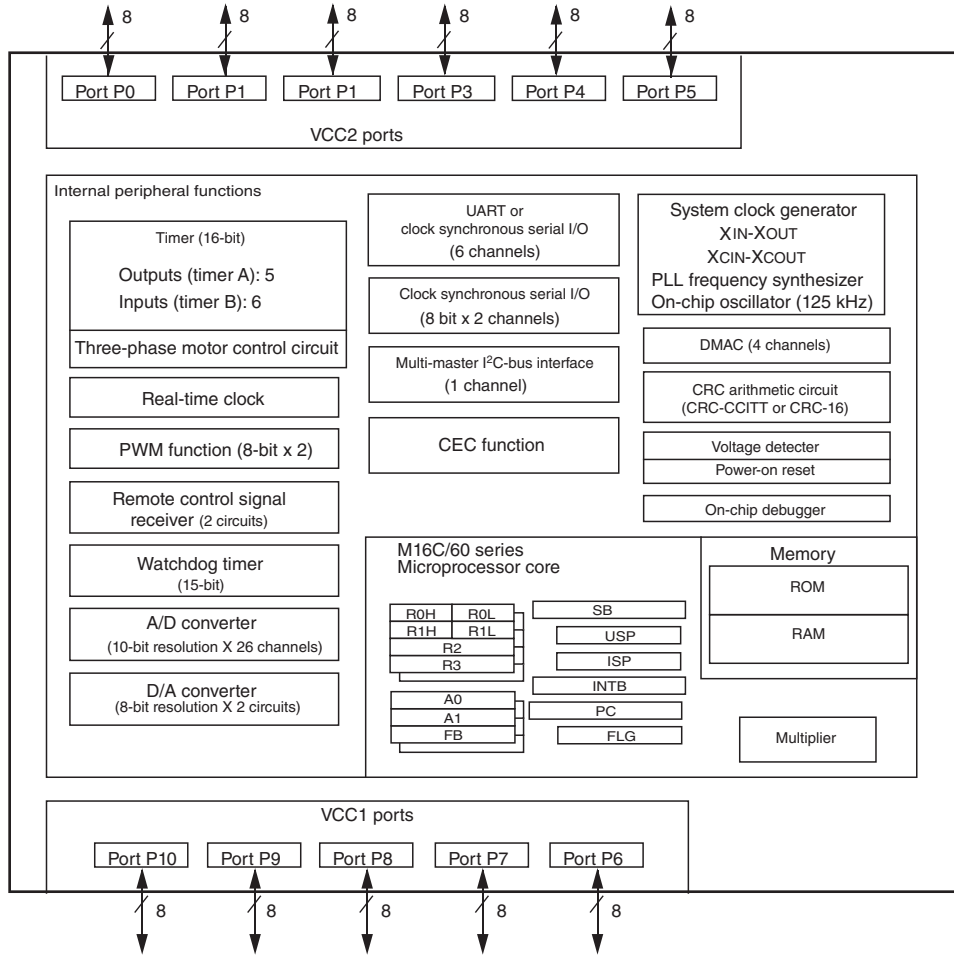 8 8 8 8 8 8
Port P0 Port P1 Port P1 Port P3 Port P4 Port P5
VCC2 ports
Internal peripheral functions
Timer (16-bit)
Outputs (timer A): 5
Inputs (timer B): 6
Three-phase motor control circuit
Real-time clock
PWM function (8-bit x 2)
Remote control signal
receiver (2 circuits)
Watchdog timer
(15-bit)
A/D converter
(10-bit resolution X 26 channels)
D/A converter
(8-bit resolution X 2 circuits)
UART or
clock synchronous serial I/O
(6 channels)
Clock synchronous serial I/O
(8 bit x 2 channels)
Multi-master I²C-bus interface
(1 channel)
CEC function
System clock generator
XIN-XOUT
XCIN-XCOUT
PLL frequency synthesizer
On-chip oscillator (125 kHz)
DMAC (4 channels)
CRC arithmetic circuit
(CRC-CCITT or CRC-16)
Voltage detecter
Power-on reset
On-chip debugger
M16C/60 series
Microprocessor core
R0H R0L
R1H R1L
R2
R3
A0
A1
FB
SB
USP
ISP
INTB
PC
FLG
Memory
ROM
RAM
Multiplier
VCC1 ports
Port P10 Port P9 Port P8 Port P7 Port P6
8 8 8 8 8